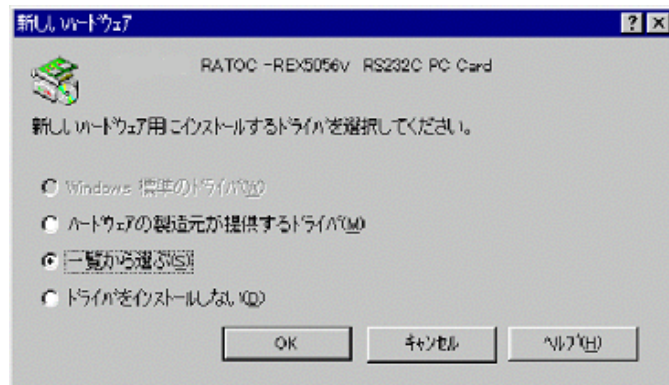 新しいﾊｰﾄﾞｳｪｱ
RATOC -REX5056v RS232C PC Card
新しいﾊｰﾄﾞｳｪｱ用にｲﾝｽﾄｰﾙするﾄﾞﾗｲﾊﾞを選択してください。
Windows 標準のﾄﾞﾗｲﾊﾞ(W)
ﾊｰﾄﾞｳｪｱの製造元が提供するﾄﾞﾗｲﾊﾞ(M)
一覧から選ぶ(S)
ﾄﾞﾗｲﾊﾞをｲﾝｽﾄｰﾙしない(D)
OK ｷｬﾝｾﾙ ﾍﾙﾌﾟ(H)